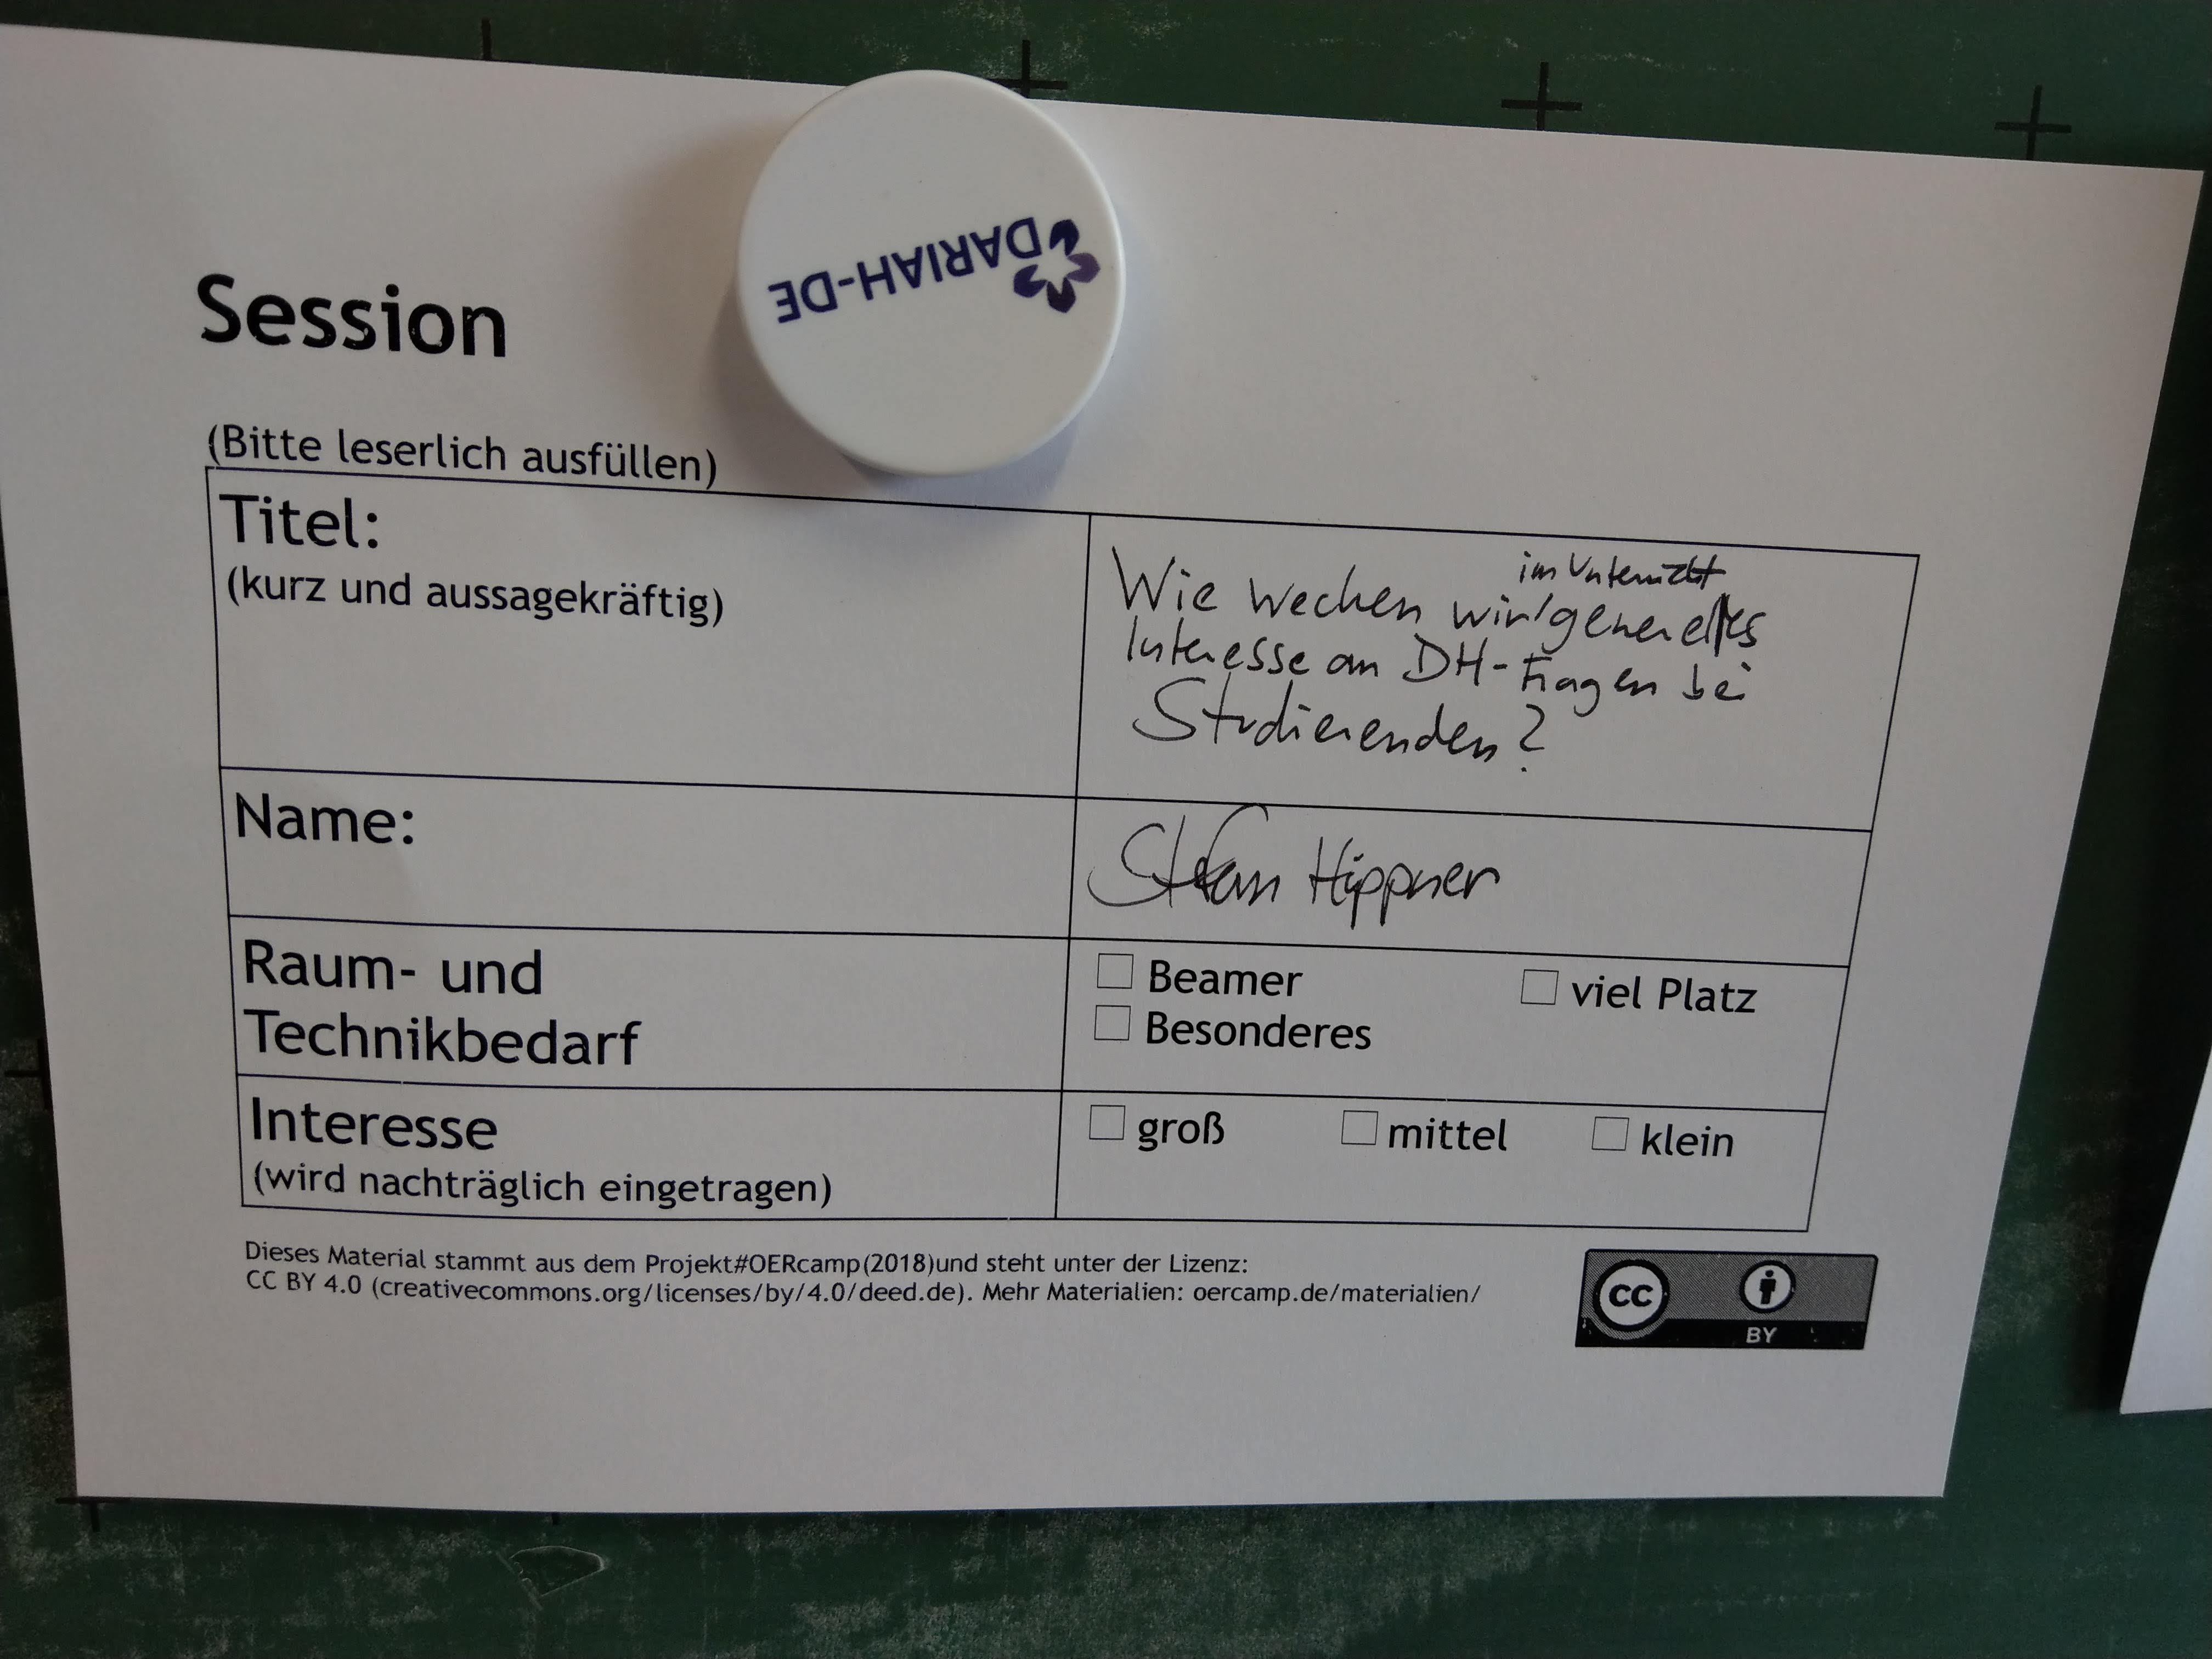 DARIAH-DE
Session
(Bitte leserlich ausfüllen)
Titel:
(kurz und aussagekräftig)
im Unterricht
Wie wecken wir/generelles
Interesse an DH-Fragen bei
Studierenden?
Name:
Stefan Hippner
Raum- und
Technikbedarf
☐ Beamer ☐ viel Platz
☐ Besonderes
Interesse
(wird nachträglich eingetragen)
☐ groß ☐ mittel ☐ klein
Dieses Material stammt aus dem Projekt#OERcamp(2018)und steht unter der Lizenz:
CC BY 4.0 (creativecommons.org/licenses/by/4.0/deed.de). Mehr Materialien: oercamp.de/materialien/
CC
BY